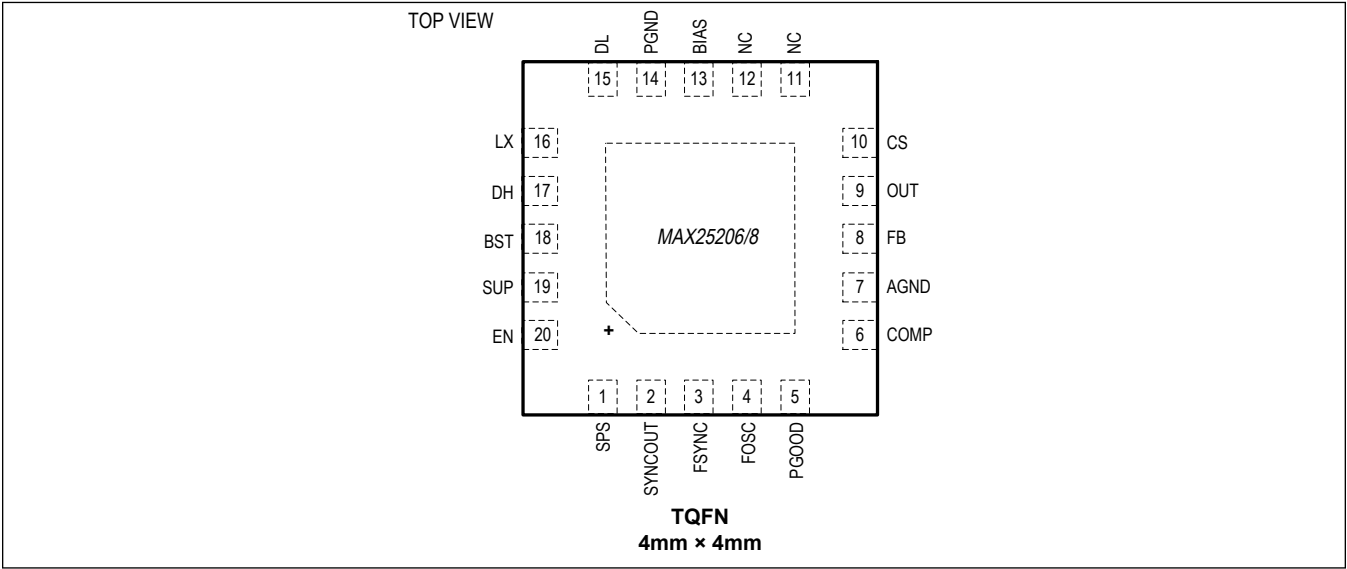 TOP VIEW
DL
PGND
BIAS
NC
NC
15
14
13
12
11
LX 16
10 CS
DH 17
9 OUT
BST 18
MAX25206/8
8 FB
SUP 19
7 AGND
EN 20
+
6 COMP
1
2
3
4
5
SPS
SYNCOUT
FSYNC
FOSC
PGOOD
TQFN
4mm × 4mm